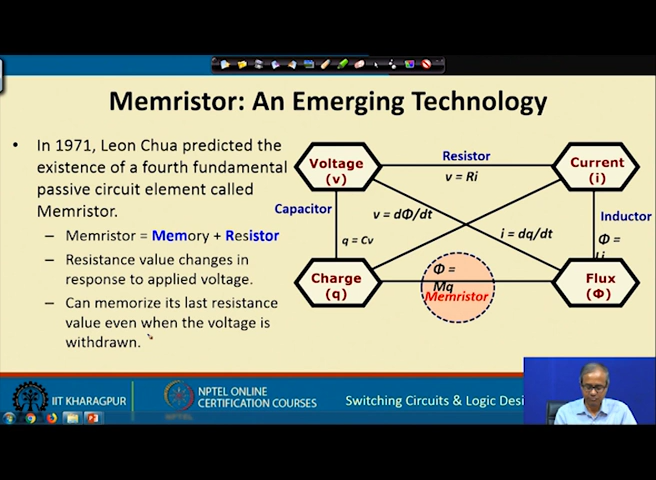 Memristor: An Emerging Technology
• In 1971, Leon Chua predicted the
existence of a fourth fundamental
passive circuit element called
Memristor.
– Memristor = Memory + Resistor
– Resistance value changes in
response to applied voltage.
– Can memorize its last resistance
value even when the voltage is
withdrawn.
Voltage
(v)
Resistor
v = Ri
Current
(i)
Capacitor
v = dΦ/dt
i = dq/dt
Inductor
q = Cv
Φ =
Li
Charge
(q)
Φ =
Mq
Memristor
Flux
(Φ)
IIT KHARAGPUR
NPTEL ONLINE
CERTIFICATION COURSES
Switching Circuits & Logic Desi